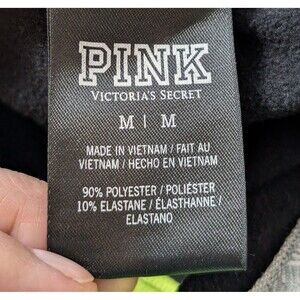 PINK
VICTORIA'S SECRET
M | M
MADE IN VIETNAM / FAIT AU
VIETNAM / HECHO EN VIETNAM
90% POLYESTER / POLIÉSTER
10% ELASTANE / ÉLASTHANNE /
ELASTANO